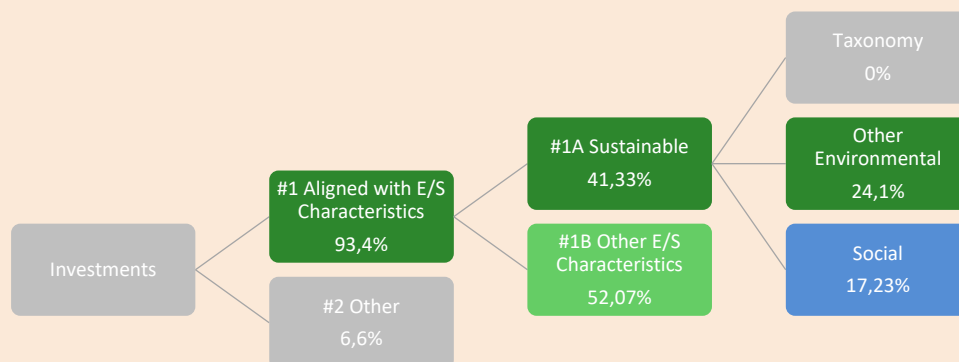 Investments
#1 Aligned with E/S
Characteristics
93,4%
#2 Other
6,6%
#1A Sustainable
41,33%
#1B Other E/S
Characteristics
52,07%
Taxonomy
0%
Other
Environmental
24,1%
Social
17,23%